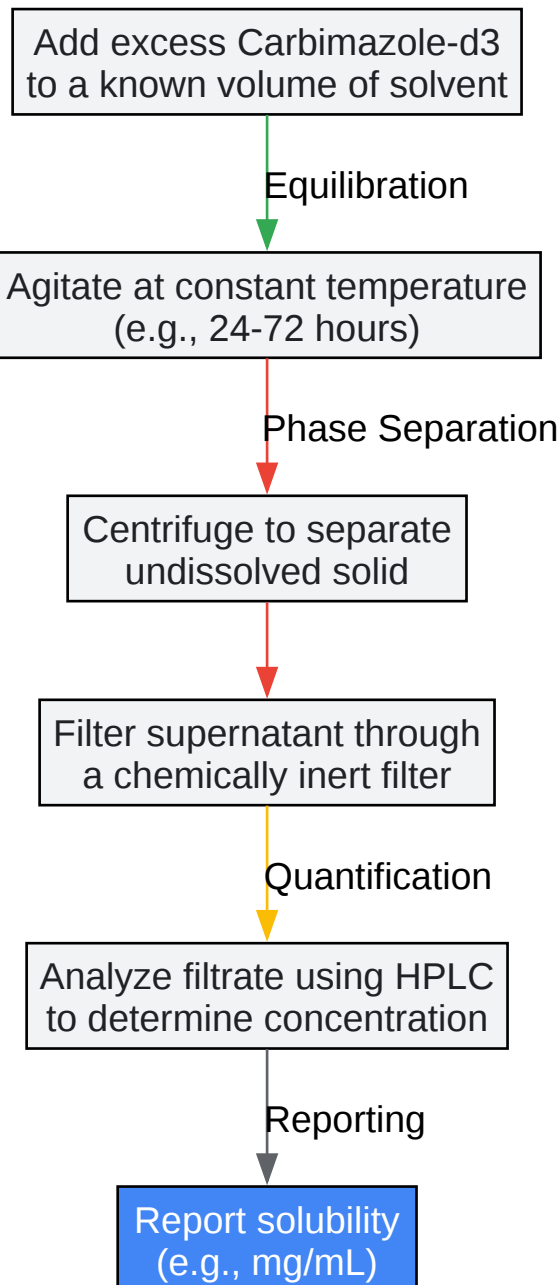 Add excess Carbimazole-d3
to a known volume of solvent
Equilibration
Agitate at constant temperature
(e.g., 24-72 hours)
Phase Separation
Centrifuge to separate
undissolved solid
Filter supernatant through
a chemically inert filter
Quantification
Analyze filtrate using HPLC
to determine concentration
Reporting
Report solubility
(e.g., mg/mL)